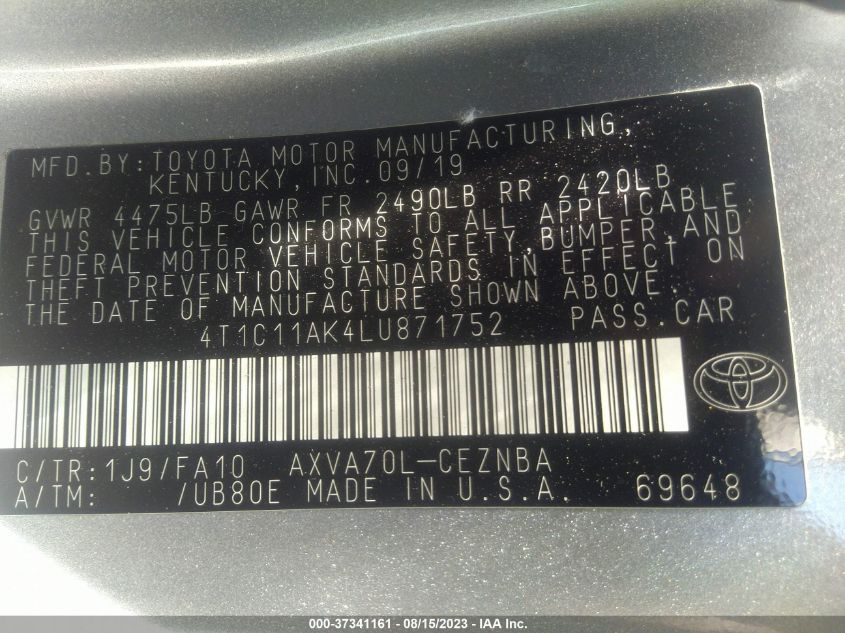 MFD.BY:TOYOTA MOTOR MANUFACTURING,
KENTUCKY,INC.09/19
GVWR 4475LB GAWR FR 2490LB RR 2420LB
THIS VEHICLE CONFORMS TO ALL APPLICABLE
FEDERAL MOTOR VEHICLE SAFETY,BUMPER,AND
THEFT PREVENTION STANDARDS IN EFFECT ON
THE DATE OF MANUFACTURE SHOWN ABOVE.
4T1C11AK4LU871752 PASS.CAR
C/TR:1J9/FA10 AXVA70L-CEZNBA
A/TM: /UB80E MADE IN U.S.A. 69648
000-37341161 - 08/15/2023 - IAA Inc.